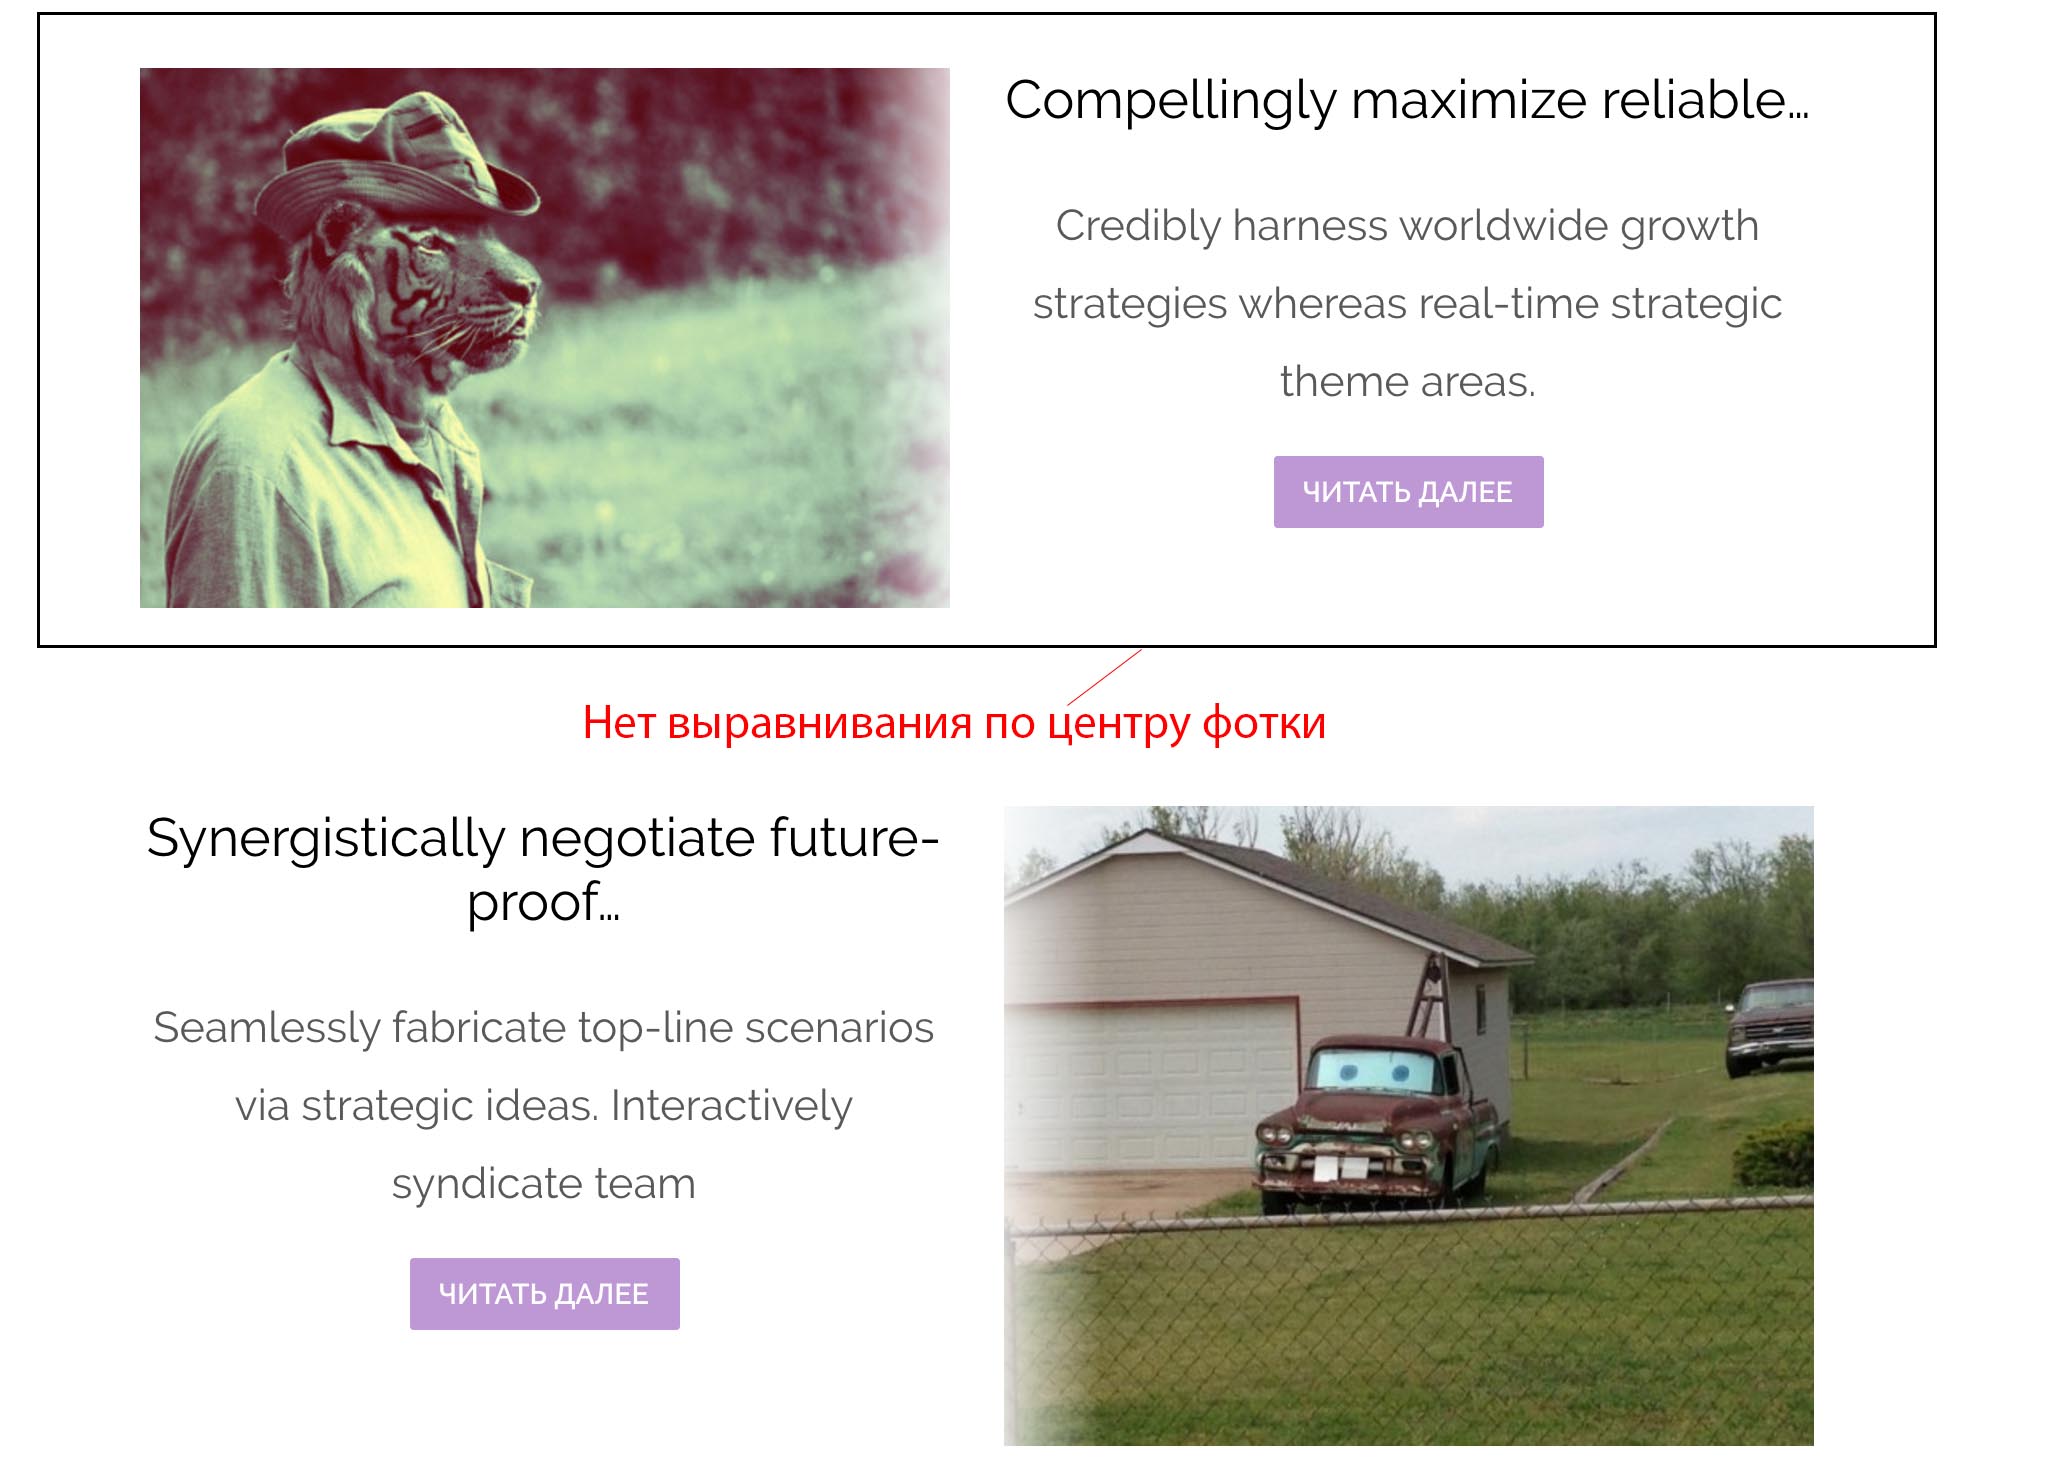 Compellingly maximize reliable...
Credibly harness worldwide growth
strategies whereas real-time strategic
theme areas.
ЧИТАТЬ ДАЛЕЕ
Нет выравнивания по центру фотки
Synergistically negotiate future-
proof...
Seamlessly fabricate top-line scenarios
via strategic ideas. Interactively
syndicate team
ЧИТАТЬ ДАЛЕЕ